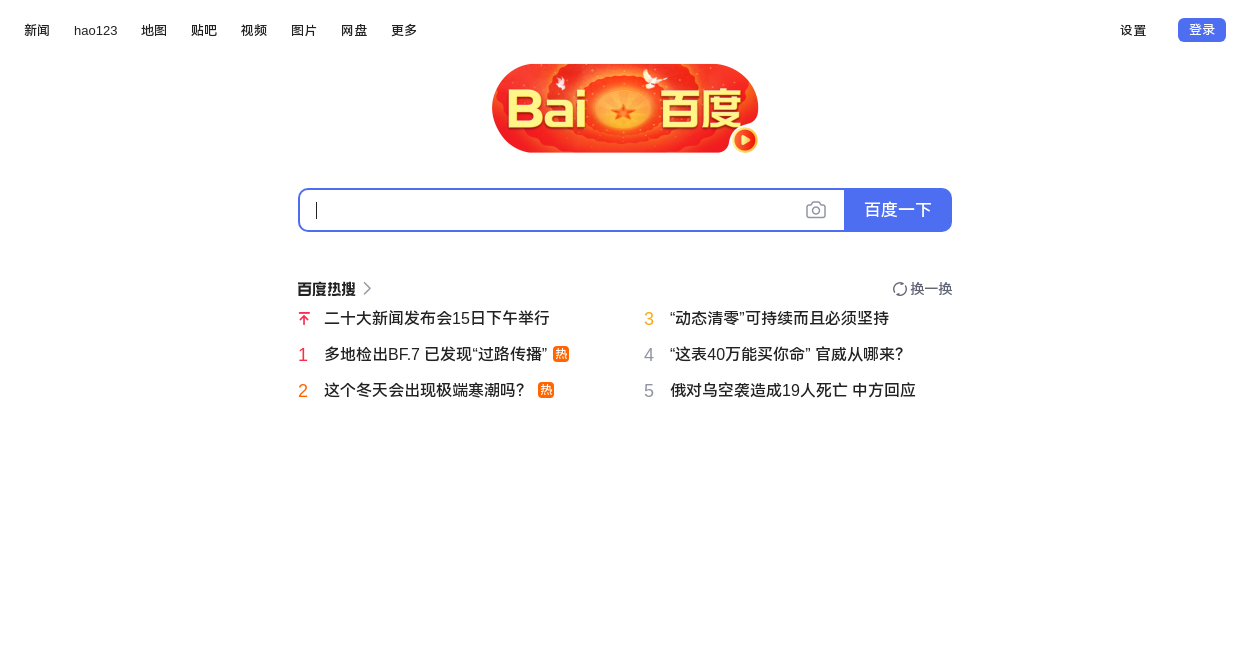 新闻 hao123 地图 贴吧 视频 图片 网盘 更多 设置 登录
Bai 百度
百度一下
百度热搜 换一换
二十大新闻发布会15日下午举行
1 多地检出BF.7 已发现“过路传播” 热
2 这个冬天会出现极端寒潮吗？ 热
3 “动态清零”可持续而且必须坚持
4 “这表40万能买你命” 官威从哪来？
5 俄对乌空袭造成19人死亡 中方回应